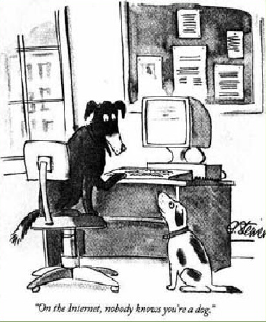 P. Steiner
"On the Internet, nobody knows you're a dog."